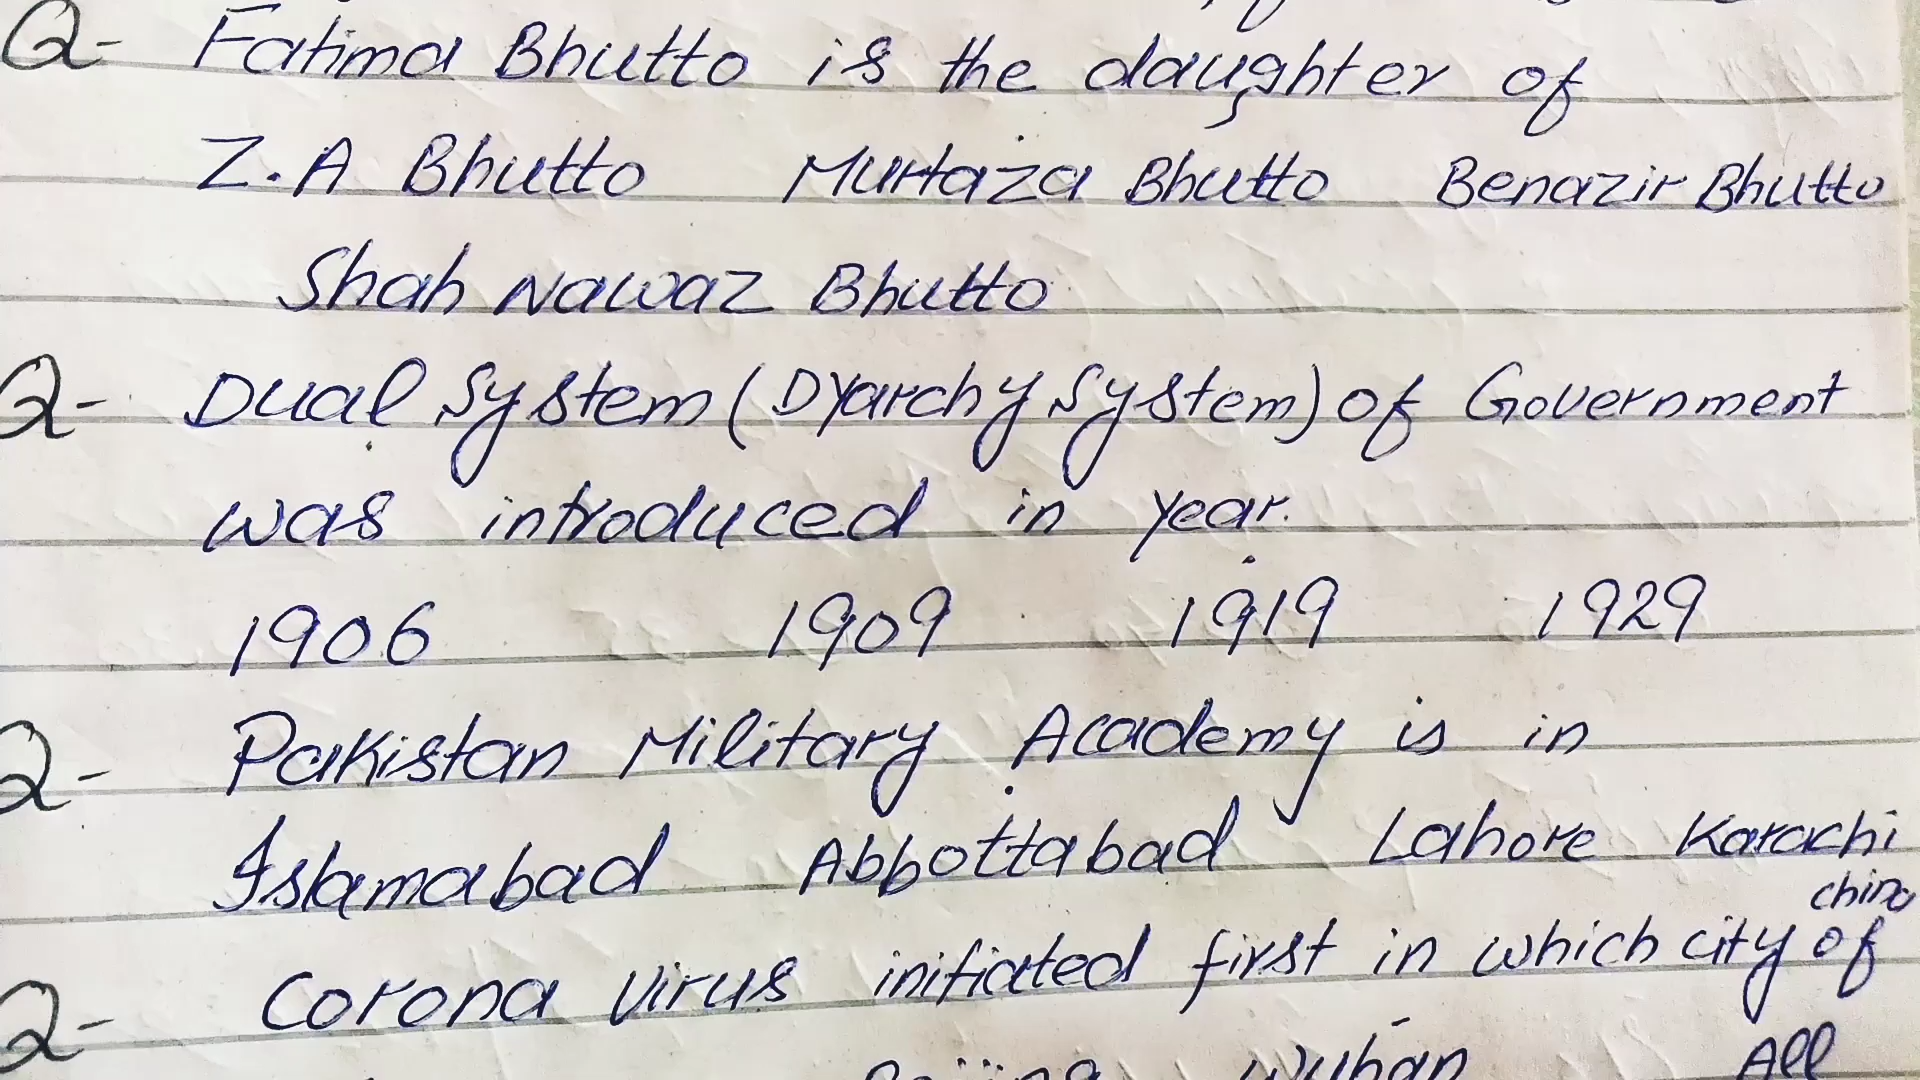 Q- Fatima Bhutto is the daughter of
Z.A Bhutto Murtaza Bhutto Benazir Bhutto
Shah Nawaz Bhutto
Q- Dual System (Dyarchy System) of Government
was introduced in year.
1906 1909 1919 1929
Q- Pakistan Military Academy is in
Islamabad Abbottabad Lahore Karachi
china
Q- Corona virus initiated first in which city of
Beijing Wuhan All